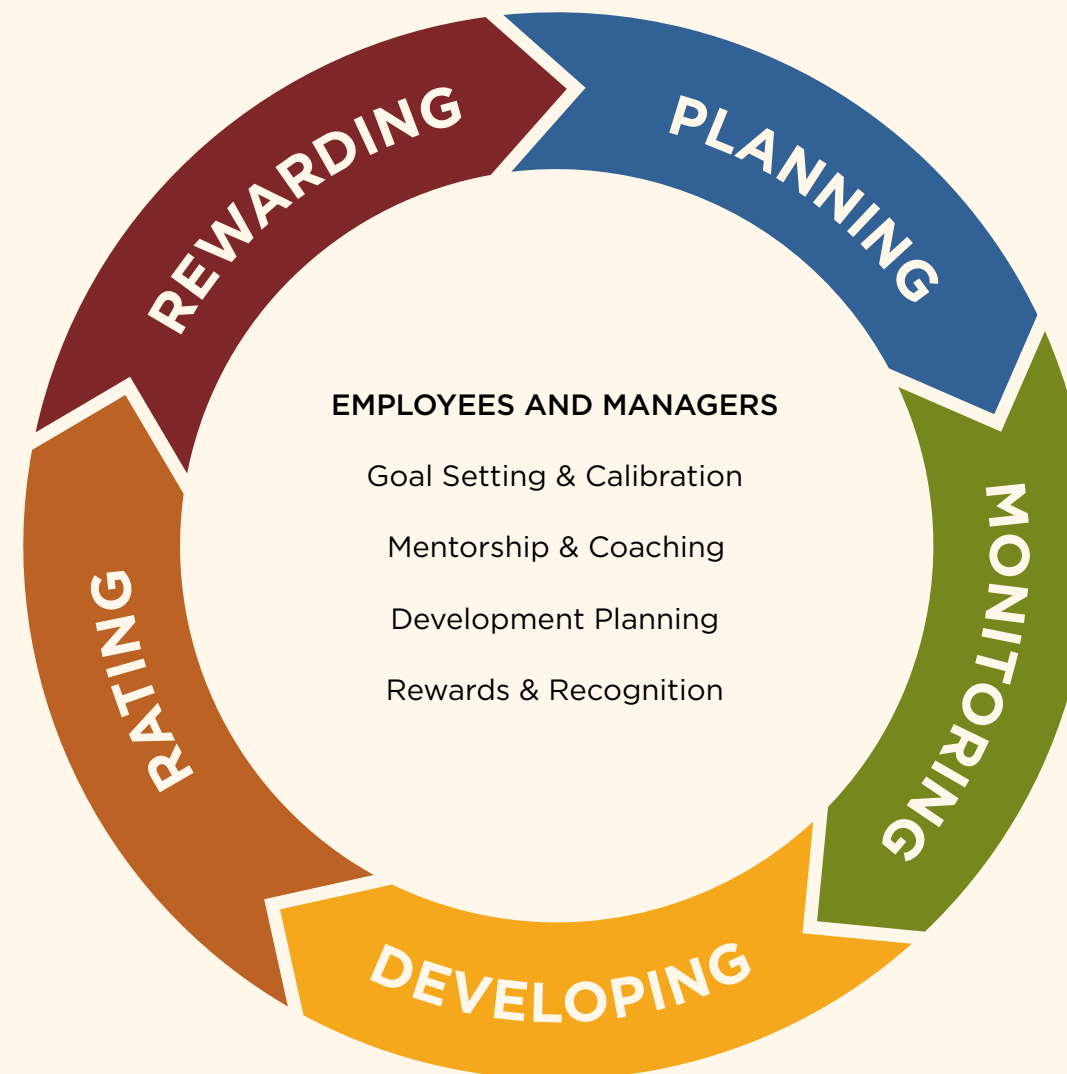 REWARDING
PLANNING
EMPLOYEES AND MANAGERS
Goal Setting & Calibration
Mentorship & Coaching
Development Planning
Rewards & Recognition
MONITORING
RATING
DEVELOPING